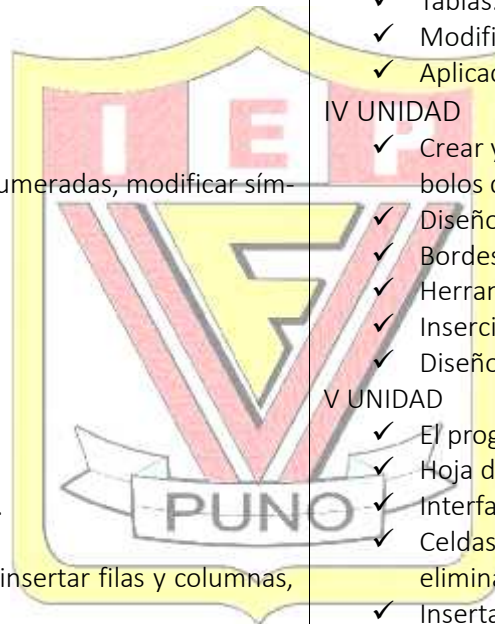 I E P
PUNO
umeradas, modificar sím-
.
insertar filas y columnas,
Tablas.
✓ Modifi
✓ Aplicac
IV UNIDAD
✓ Crear y
bolos d
✓ Diseño
✓ Bordes
✓ Herran
✓ Inserci
✓ Diseño
V UNIDAD
✓ El prog
✓ Hoja d
✓ Interfa
✓ Celdas
elimina
✓ Inserta